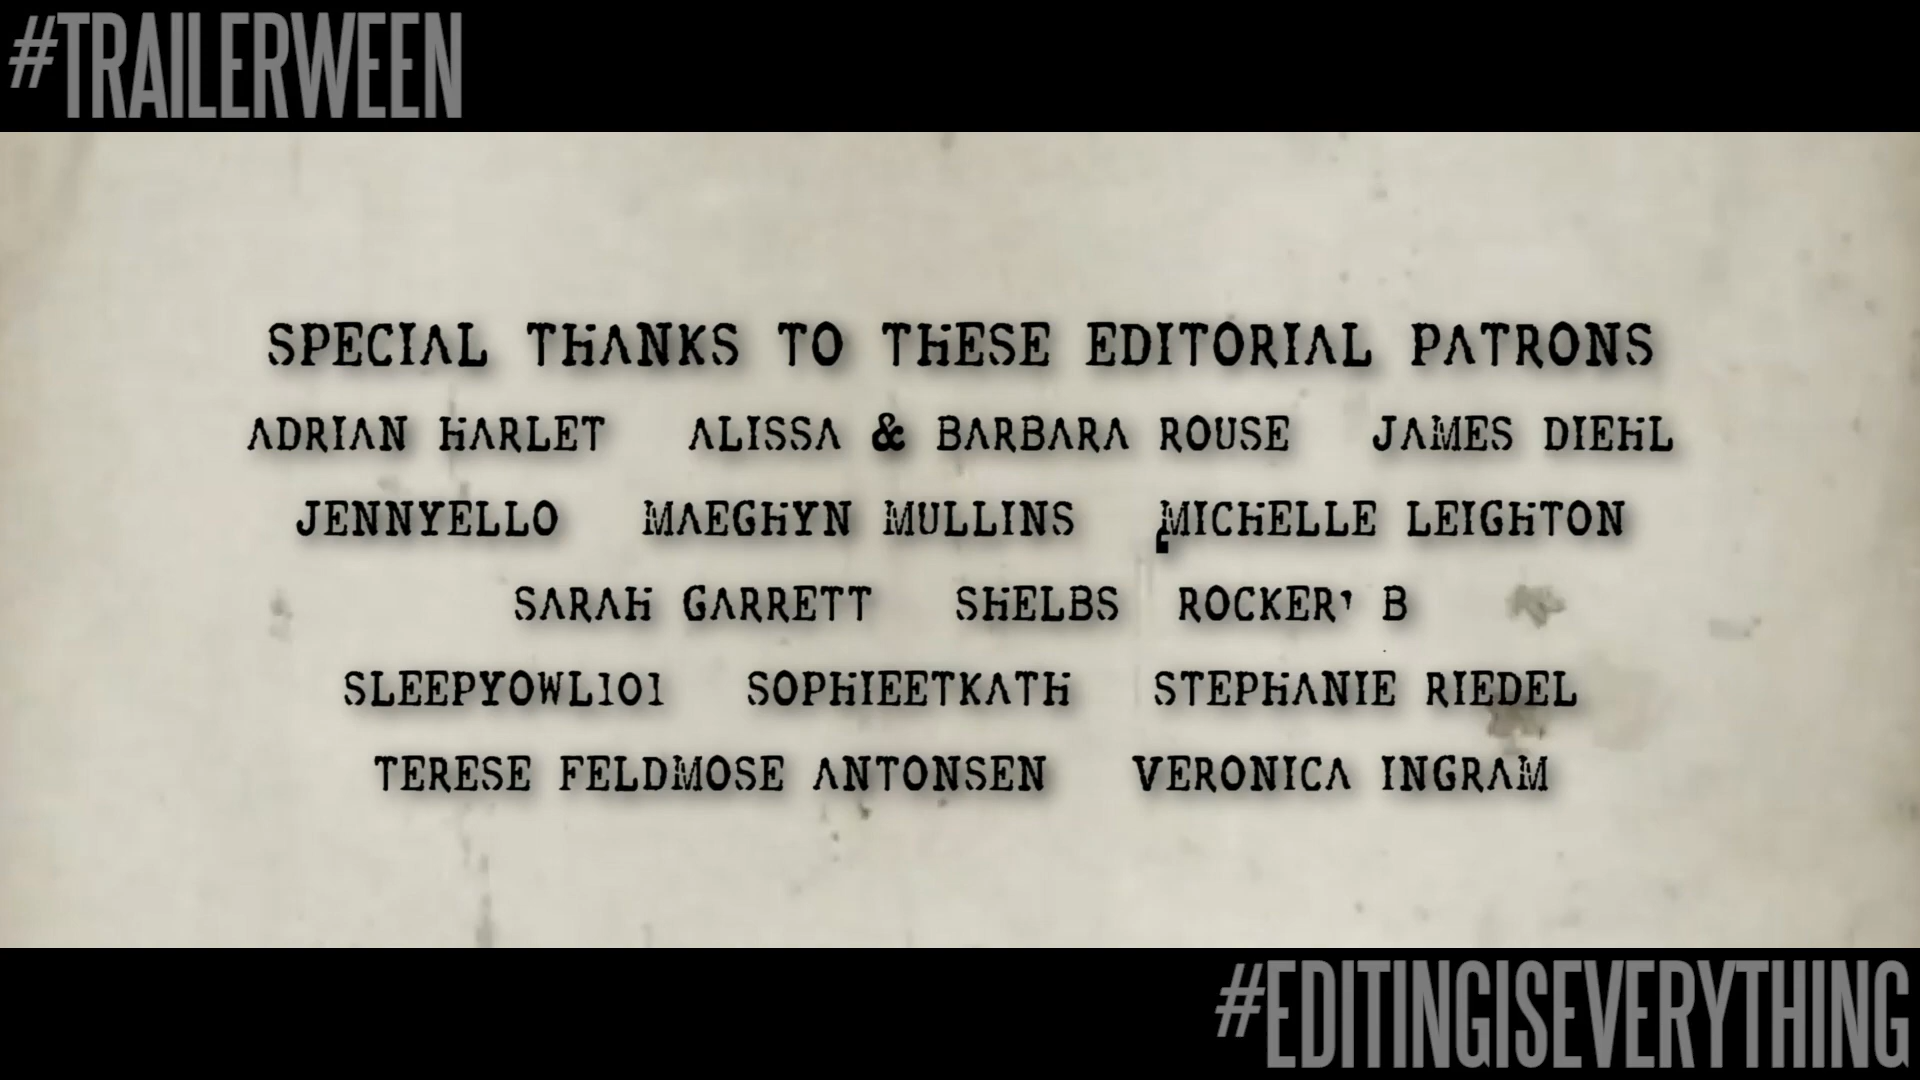 #TRAILERWEEN
SPECIAL THANKS TO THESE EDITORIAL PATRONS
ADRIAN HARLET ALISSA & BARBARA ROUSE JAMES DIEHL
JENNYELLO MAEGHYN MULLINS MICHELLE LEIGHTON
SARAH GARRETT SHELBS ROCKER' B
SLEEPYOWL101 SOPHIEETKATH STEPHANIE RIEDEL
TERESE FELDMOSE ANTONSEN VERONICA INGRAM
#EDITINGISEVERYTHING